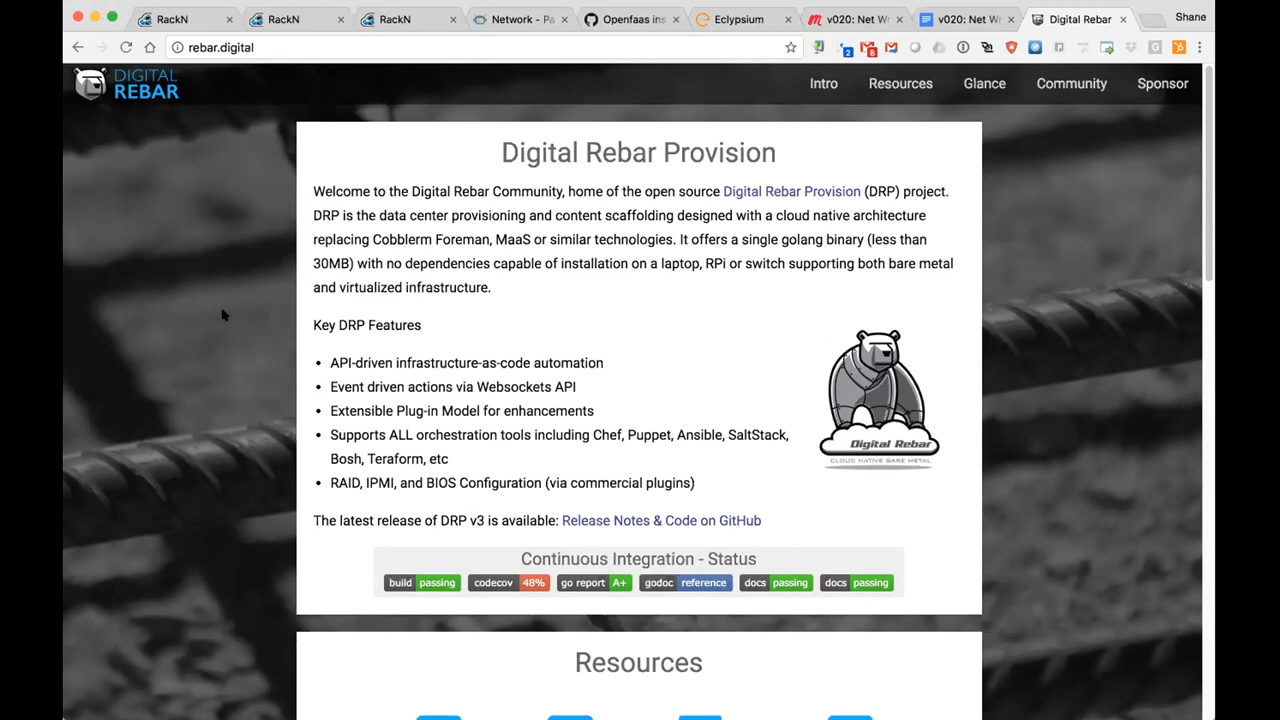 RackN
RackN
RackN
Network - Pa
Openfaas ins
Eclypsium
v020: Net W
v020: Net W
Digital Rebar
Shane
rebar.digital
2
8
DIGITAL
REBAR
Intro
Resources
Glance
Community
Sponsor
Digital Rebar Provision
Welcome to the Digital Rebar Community, home of the open source Digital Rebar Provision (DRP) project.
DRP is the data center provisioning and content scaffolding designed with a cloud native architecture
replacing Cobblerm Foreman, MaaS or similar technologies. It offers a single golang binary (less than
30MB) with no dependencies capable of installation on a laptop, RPi or switch supporting both bare metal
and virtualized infrastructure.
Key DRP Features
• API-driven infrastructure-as-code automation
• Event driven actions via Websockets API
• Extensible Plug-in Model for enhancements
• Supports ALL orchestration tools including Chef, Puppet, Ansible, SaltStack,
Bosh, Teraform, etc
• RAID, IPMI, and BIOS Configuration (via commercial plugins)
Digital Rebar
CLOUD NATIVE BARE METAL
The latest release of DRP v3 is available: Release Notes & Code on GitHub
Continuous Integration - Status
build passing codecov 48% go report A+ godoc reference docs passing docs passing
Resources